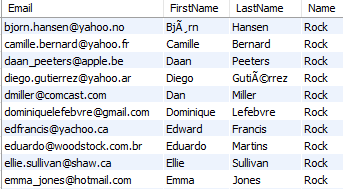 Email FirstName LastName Name
bjorn.hansen@yahoo.no BjÃ¸rn Hansen Rock
camille.bernard@yahoo.fr Camille Bernard Rock
daan_peeters@apple.be Daan Peeters Rock
diego.gutierrez@yahoo.ar Diego GutiÃ©rrez Rock
dmiller@comcast.com Dan Miller Rock
dominiquelefebvre@gmail.com Dominique Lefebvre Rock
edfrancis@yachoo.ca Edward Francis Rock
eduardo@woodstock.com.br Eduardo Martins Rock
ellie.sullivan@shaw.ca Ellie Sullivan Rock
emma_jones@hotmail.com Emma Jones Rock